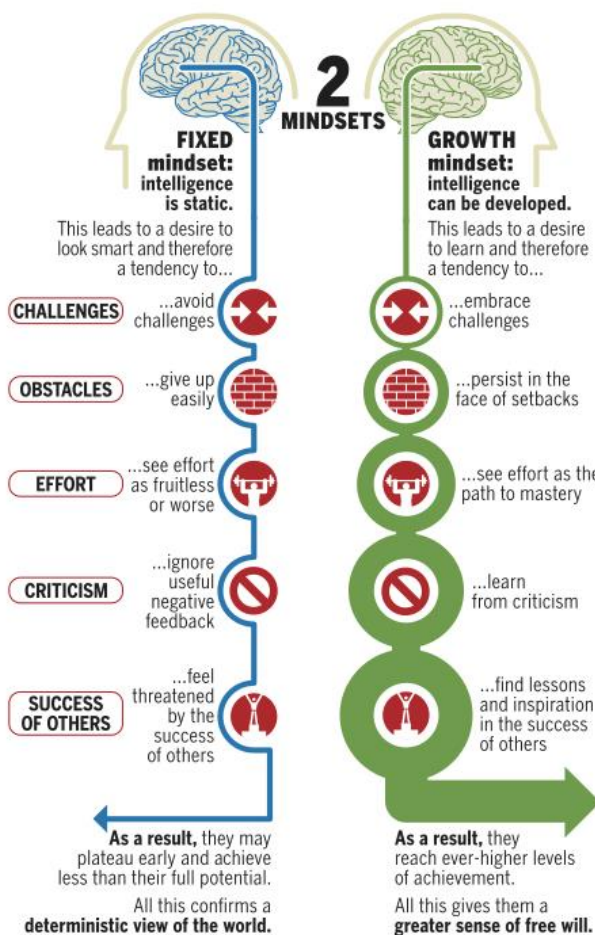 2
MINDSETS
FIXED
mindset:
intelligence
is static.
This leads to a desire to
look smart and therefore
a tendency to...
GROWTH
mindset:
intelligence
can be developed.
This leads to a desire
to learn and therefore
a tendency to...
CHALLENGES
...avoid
challenges
...embrace
challenges
OBSTACLES
...give up
easily
...persist in the
face of setbacks
EFFORT
...see effort
as fruitless
or worse
...see effort as the
path to mastery
CRITICISM
...ignore
useful
negative
feedback
...learn
from criticism
SUCCESS
OF OTHERS
...feel
threatened
by the
success
of others
...find lessons
and inspiration
in the success
of others
As a result, they may
plateau early and achieve
less than their full potential.
All this confirms a
deterministic view of the world.
As a result, they
reach ever-higher levels
of achievement.
All this gives them a
greater sense of free will.